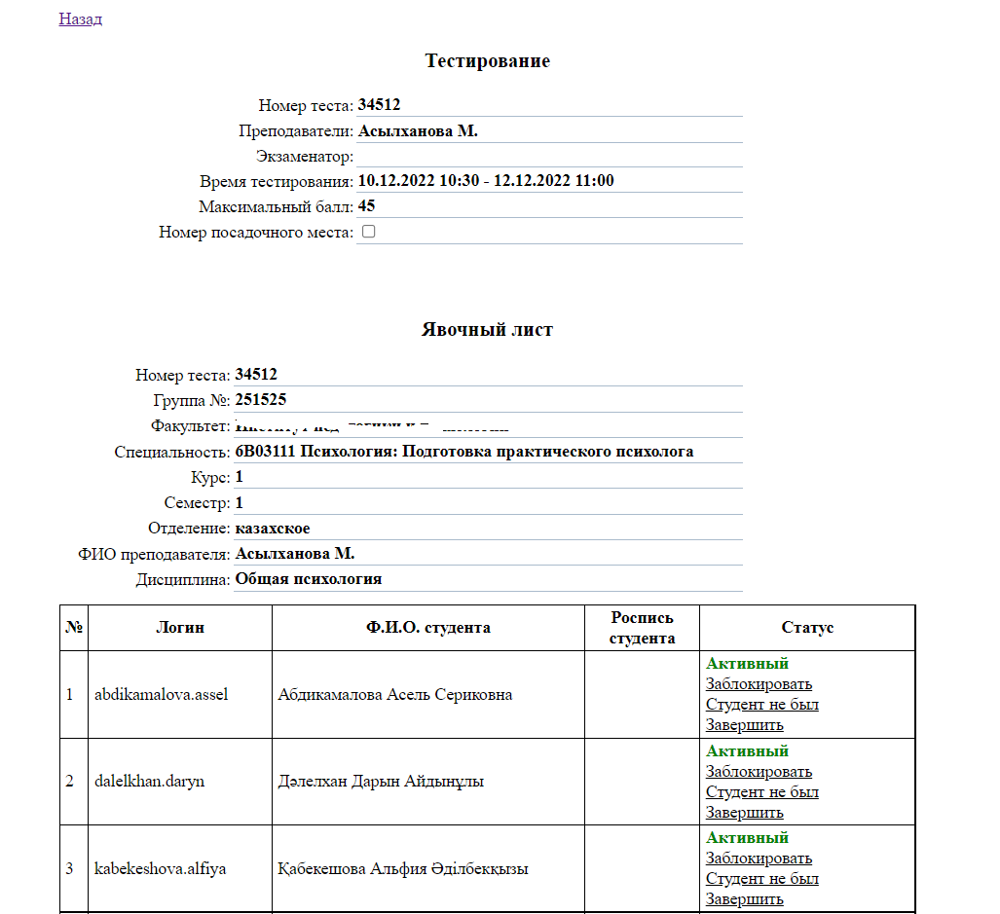 Назад
Тестирование
Номер теста: 34512
Преподаватели: Асылханова М.
Экзаменатор:
Время тестирования: 10.12.2022 10:30 - 12.12.2022 11:00
Максимальный балл: 45
Номер посадочного места:
Явочный лист
Номер теста: 34512
Группа №: 251525
Факультет:
Специальность: 6B03111 Психология: Подготовка практического психолога
Курс: 1
Семестр: 1
Отделение: казахское
ФИО преподавателя: Асылханова М.
Дисциплина: Общая психология
№ Логин Ф.И.О. студента Роспись студента Статус
1 abdikamalova.assel Абдикамалова Асель Сериковна Активный
Заблокировать
Студент не был
Завершить
2 dalelkhan.daryn Дәлелхан Дарын Айдынұлы Активный
Заблокировать
Студент не был
Завершить
3 kabekeshova.alfiya Қабекешова Альфия Әділбекқызы Активный
Заблокировать
Студент не был
Завершить